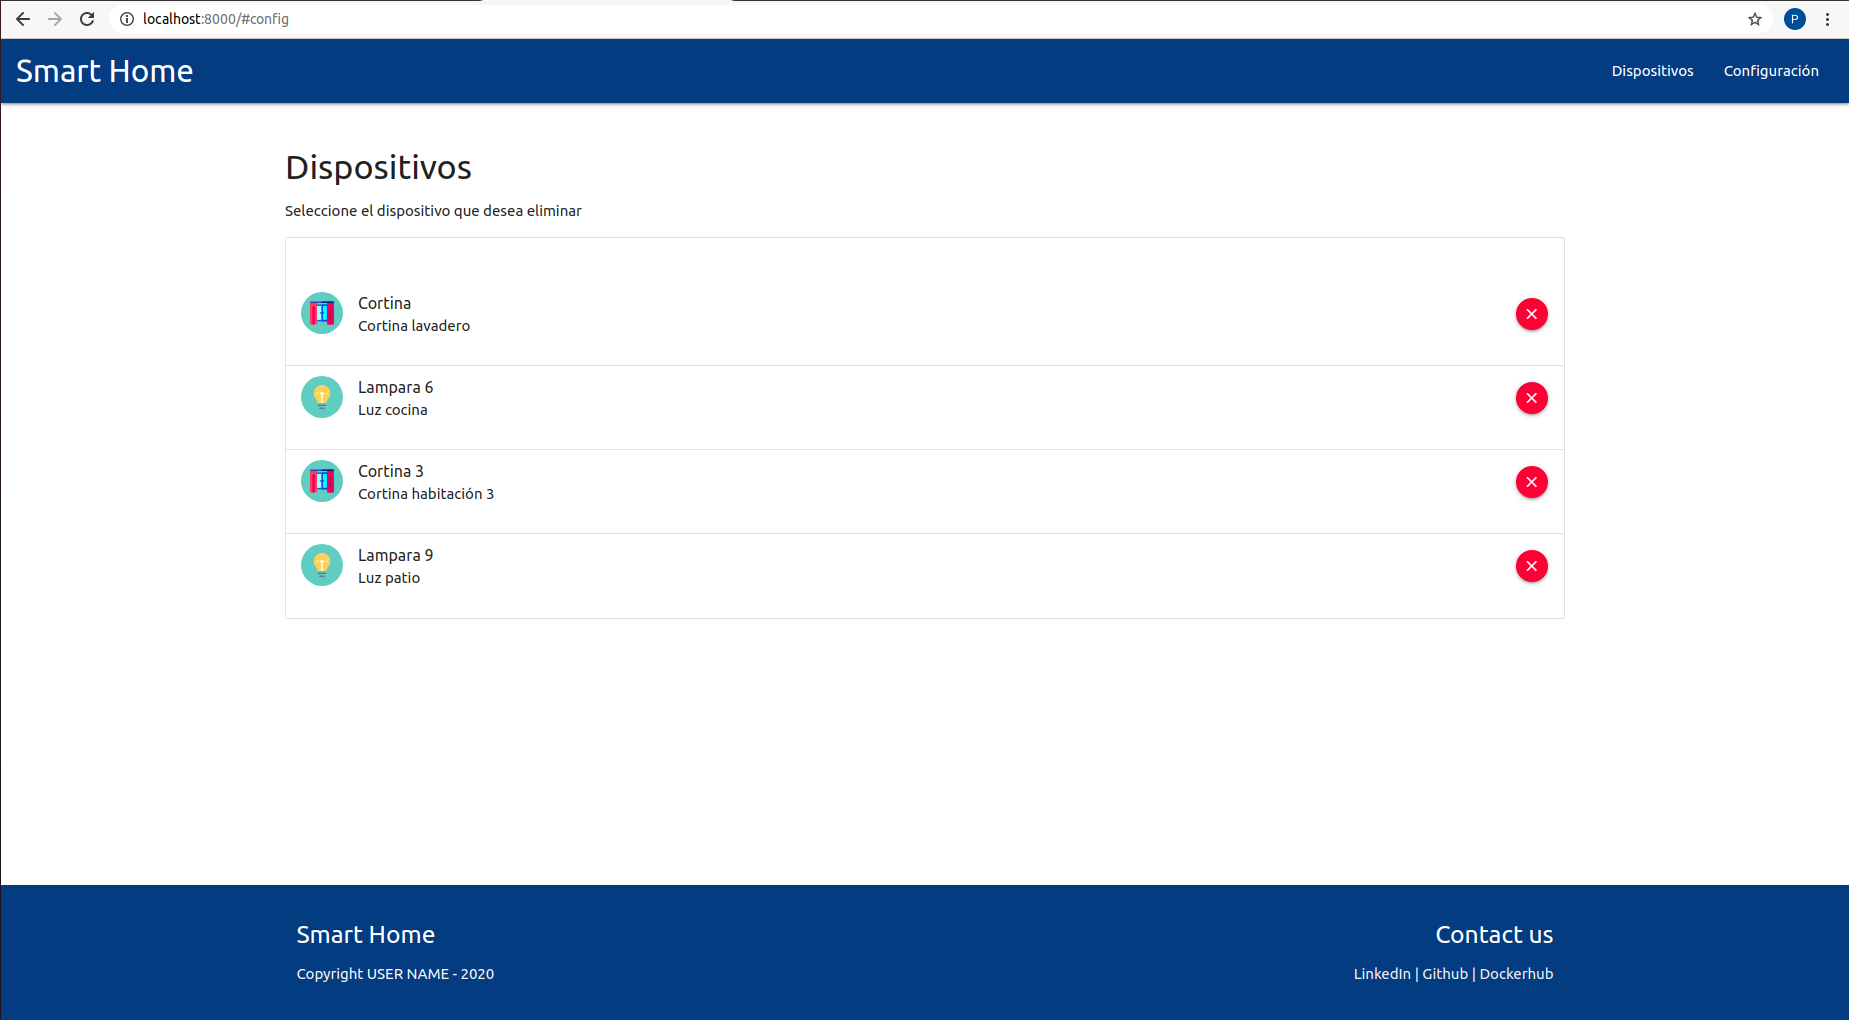 localhost:8000/#config
P
Smart Home
Dispositivos
Configuración
Dispositivos
Seleccione el dispositivo que desea eliminar
Cortina
Cortina lavadero
Lampara 6
Luz cocina
Cortina 3
Cortina habitación 3
Lampara 9
Luz patio
Smart Home
Copyright USER NAME - 2020
Contact us
LinkedIn | Github | Dockerhub